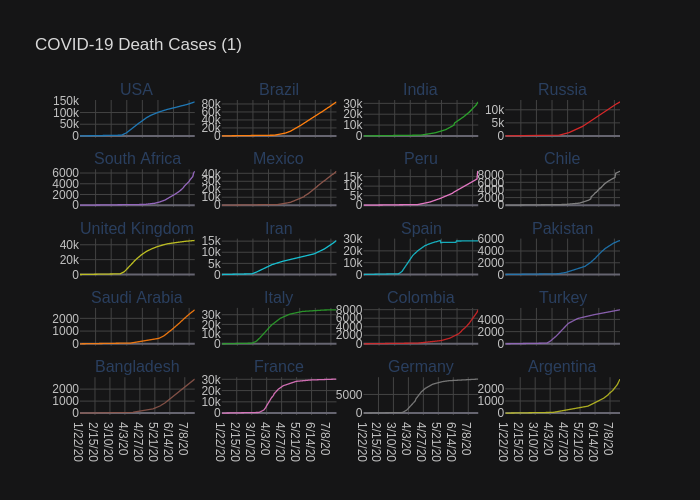 COVID-19 Death Cases (1)
USA Brazil India Russia
150k 100k 50k 0
80k 60k 40k 20k 0
30k 20k 10k 0
10k 5k 0
South Africa Mexico Peru Chile
6000 4000 2000 0
40k 30k 20k 10k 0
15k 10k 5k 0
8000 6000 4000 2000 0
United Kingdom Iran Spain Pakistan
40k 20k 0
15k 10k 5k 0
30k 20k 10k 0
6000 4000 2000 0
Saudi Arabia Italy Colombia Turkey
2000 1000 0
30k 20k 10k 0
8000 6000 4000 2000 0
4000 2000 0
Bangladesh France Germany Argentina
2000 1000 0
30k 20k 10k 0
5000 0
2000 1000 0
1/22/20 2/15/20 3/10/20 4/3/20 4/27/20 5/21/20 6/14/20 7/8/20
1/22/20 2/15/20 3/10/20 4/3/20 4/27/20 5/21/20 6/14/20 7/8/20
1/22/20 2/15/20 3/10/20 4/3/20 4/27/20 5/21/20 6/14/20 7/8/20
1/22/20 2/15/20 3/10/20 4/3/20 4/27/20 5/21/20 6/14/20 7/8/20